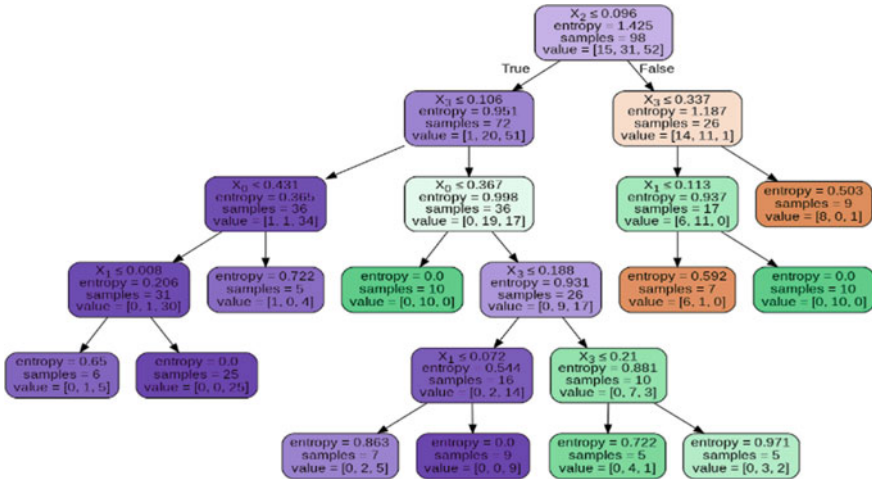 X2 ≤ 0.096
entropy = 1.425
samples = 98
value = [15, 31, 52]
True
False
X3 ≤ 0.106
entropy = 0.951
samples = 72
value = [1, 20, 51]
X3 ≤ 0.337
entropy = 1.187
samples = 26
value = [14, 11, 1]
X0 ≤ 0.431
entropy = 0.365
samples = 36
value = [1, 1, 34]
X0 ≤ 0.367
entropy = 0.998
samples = 36
value = [0, 19, 17]
X1 ≤ 0.113
entropy = 0.937
samples = 17
value = [6, 11, 0]
entropy = 0.503
samples = 9
value = [8, 0, 1]
X1 ≤ 0.008
entropy = 0.206
samples = 31
value = [0, 1, 30]
entropy = 0.722
samples = 5
value = [1, 0, 4]
entropy = 0.0
samples = 10
value = [0, 10, 0]
X3 ≤ 0.188
entropy = 0.931
samples = 26
value = [0, 9, 17]
entropy = 0.592
samples = 7
value = [6, 1, 0]
entropy = 0.0
samples = 10
value = [0, 10, 0]
entropy = 0.65
samples = 6
value = [0, 1, 5]
entropy = 0.0
samples = 25
value = [0, 0, 25]
X1 ≤ 0.072
entropy = 0.544
samples = 16
value = [0, 2, 14]
X3 ≤ 0.21
entropy = 0.881
samples = 10
value = [0, 7, 3]
entropy = 0.863
samples = 7
value = [0, 2, 5]
entropy = 0.0
samples = 9
value = [0, 0, 9]
entropy = 0.722
samples = 5
value = [0, 4, 1]
entropy = 0.971
samples = 5
value = [0, 3, 2]